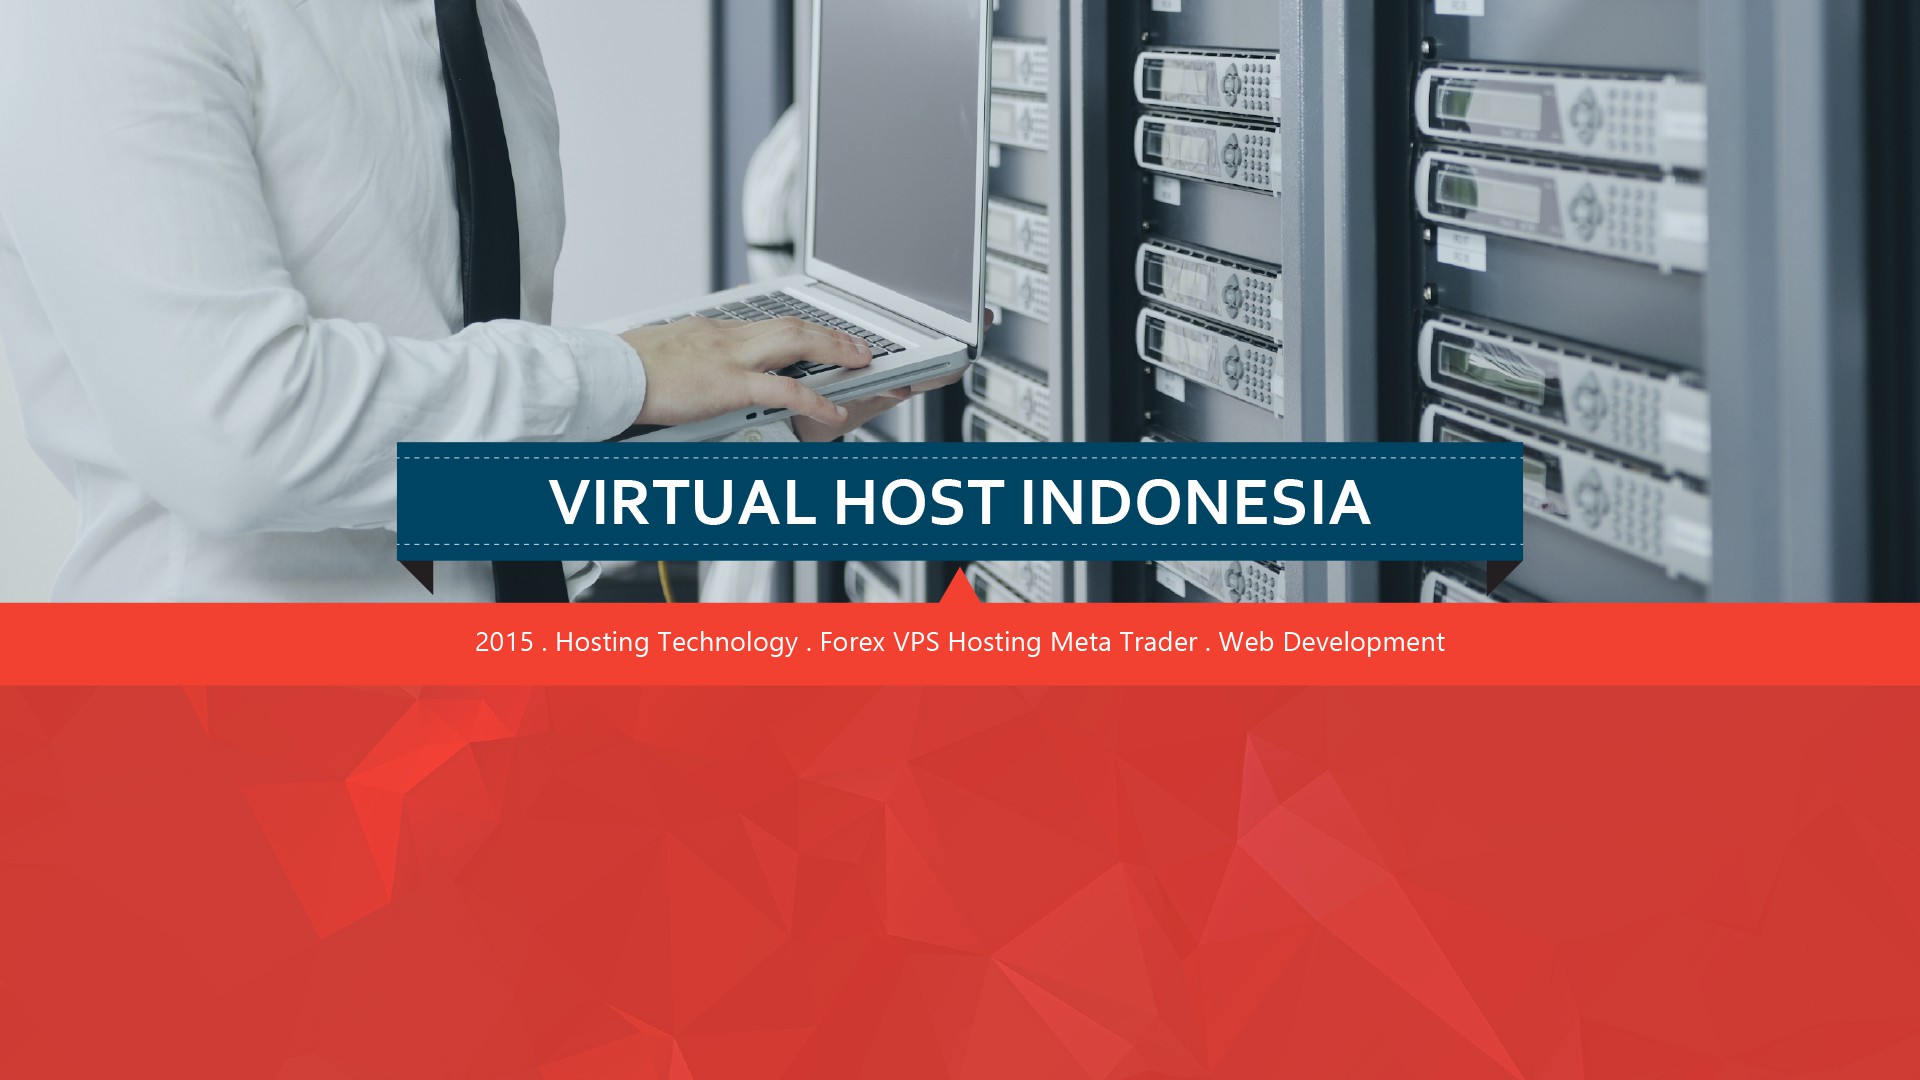 VIRTUAL HOST INDONESIA
2015 . Hosting Technology . Forex VPS Hosting Meta Trader . Web Development